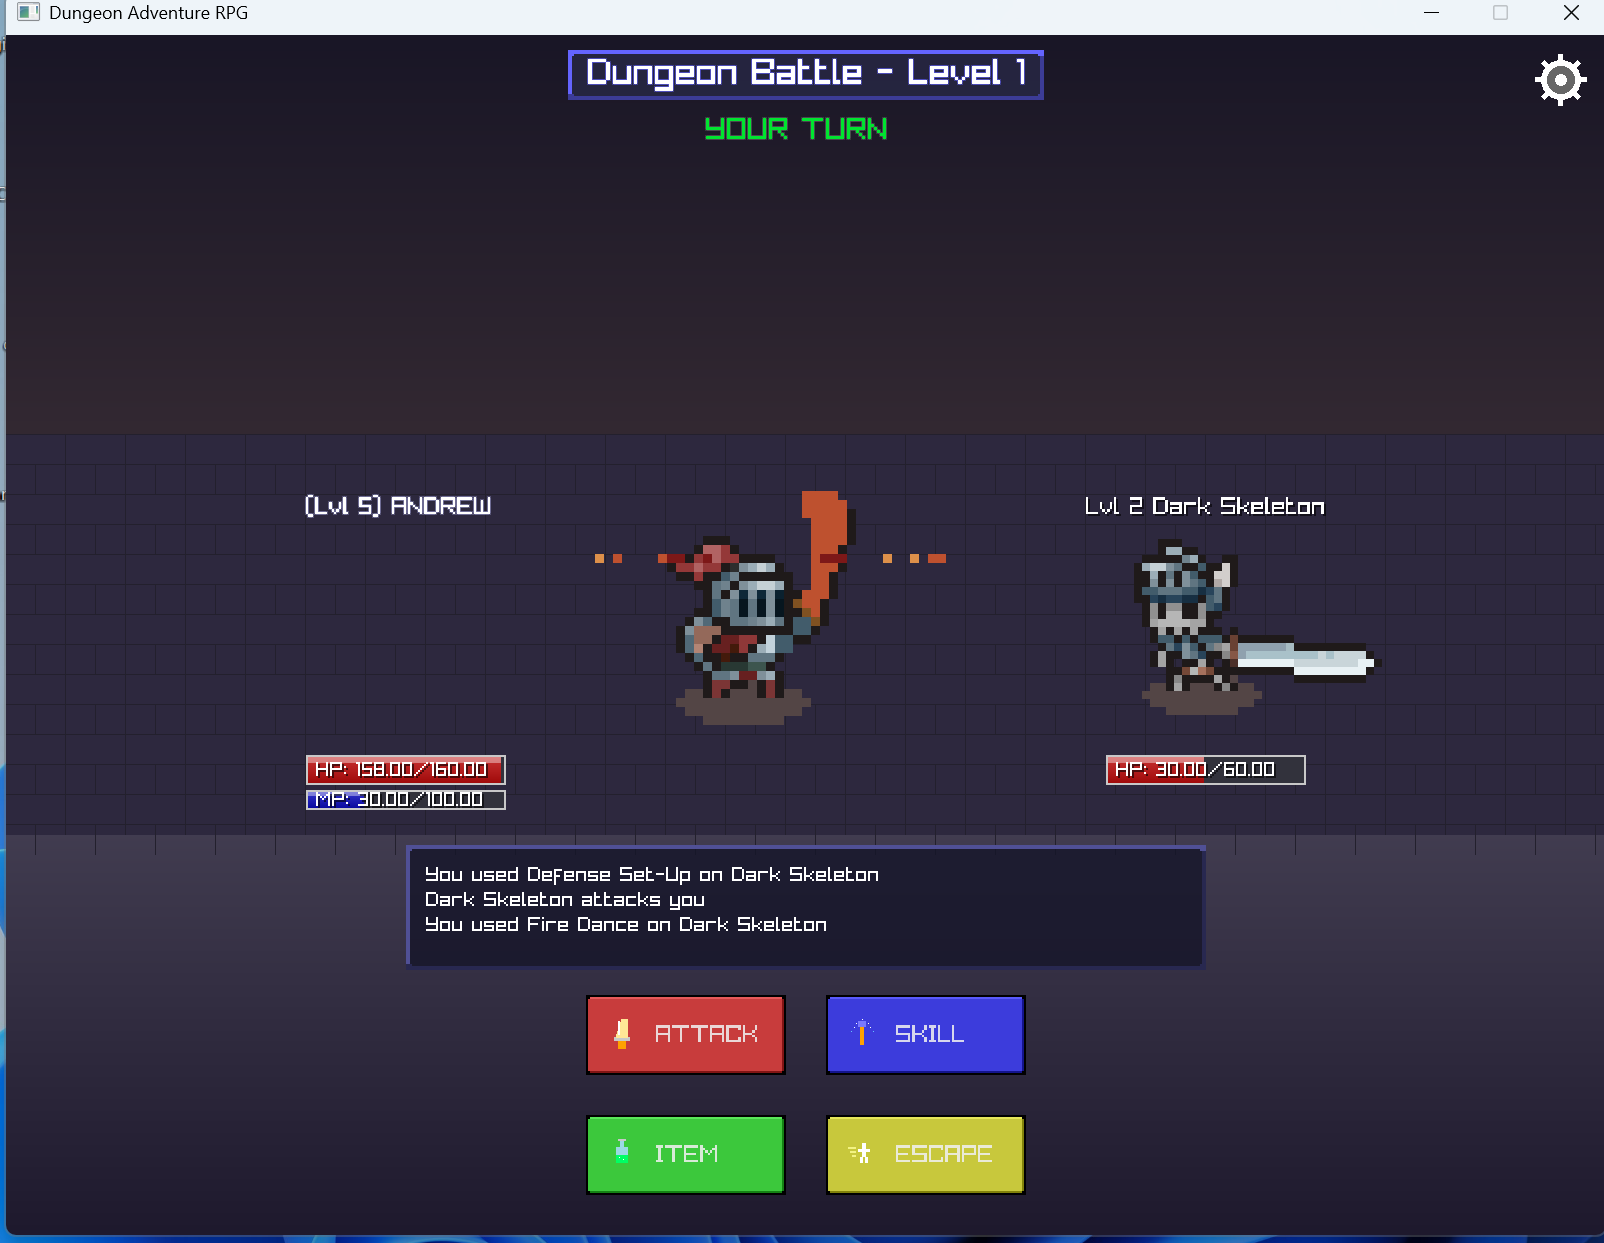 Dungeon Adventure RPG
Dungeon Battle - Level 1
YOUR TURN
(Lvl 5) ANDREW
Lvl 2 Dark Skeleton
HP: 158.00/160.00
MP: 30.00/100.00
HP: 30.00/60.00
You used Defense Set-Up on Dark Skeleton
Dark Skeleton attacks you
You used Fire Dance on Dark Skeleton
ATTACK
SKILL
ITEM
ESCAPE